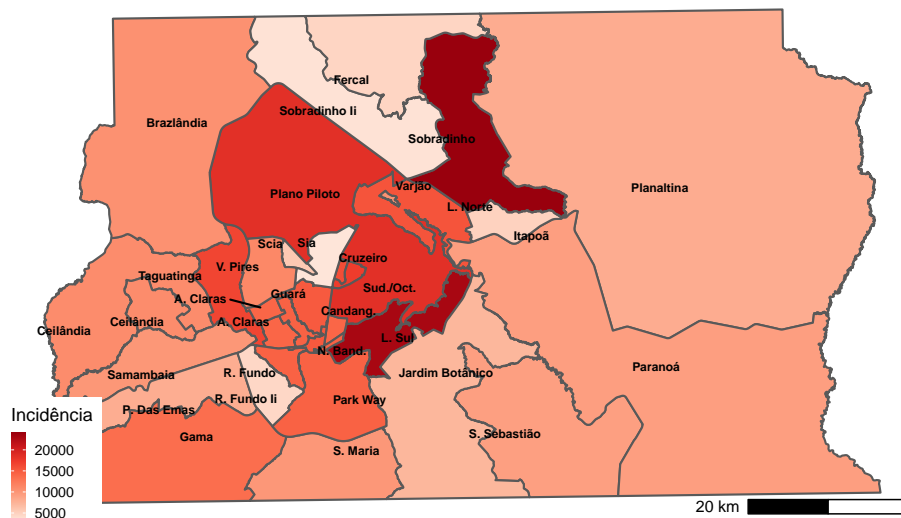 Fercal
Sobradinho Ii
Brazlândia
Sobradinho
Varjão
Plano Piloto
Planaltina
L. Norte
Itapoã
Scia
Sia
Cruzeiro
V. Pires
Taguatinga
Sud./Oct.
Guará
A. Claras
Candang.
Ceilândia
Ceilândia
A. Claras
L. Sul
N. Band.
Paranoá
Samambaia
R. Fundo
Jardim Botânico
R. Fundo Ii
Park Way
P. Das Emas
Gama
S. Sebastião
S. Maria
Incidência
20000
15000
10000
5000
20 km